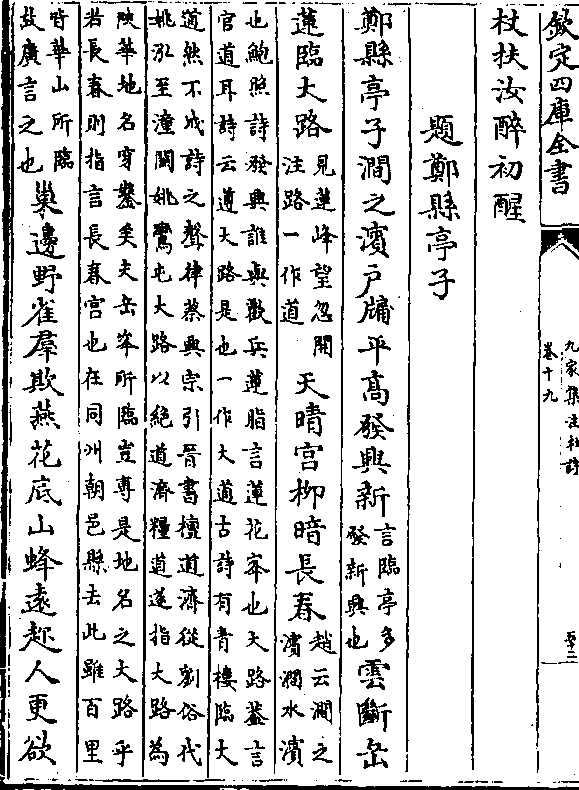 欽定四庫全書
九家集注杜詩
卷十九
杖扶汝醉初醒
題鄭縣亭子
鄭縣亭子澗之濱戶牖平高發興新言臨亭多發新興也雲斷岳
蓮臨大路見蓮峰望忽開注路一作道天晴宮柳暗長春趙云澗之濱澗水濱
也鮑照詩發興誰與歡兵蓮脂言蓮花峯也大路蓋言
官道耳詩云遵大路是也一作大道古詩有青樓臨大
道然不成詩之聲律蔡興宗引晉書檀道濟從劉俗代
姚泓至潼關姚鸞屯大路以絕道濟糧道遂指大路為
陜華地名穿鑿矣夫岳峯所臨豈專是地名之大路乎
若長春則指言長春宮也在同州朝邑縣去此雖百里
時華山所臨故廣言之也巢邊野雀羣欺燕花底山蜂遠趂人更欲